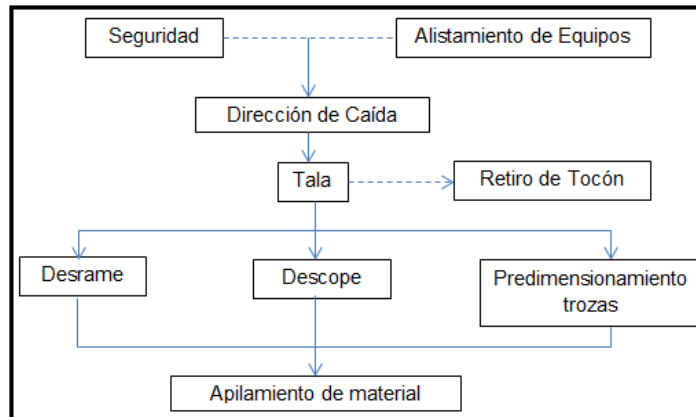 Seguridad
Alistamiento de Equipos
Dirección de Caída
Tala
Retiro de Tocón
Desrame
Descope
Predimensionamiento
trozas
Apilamiento de material